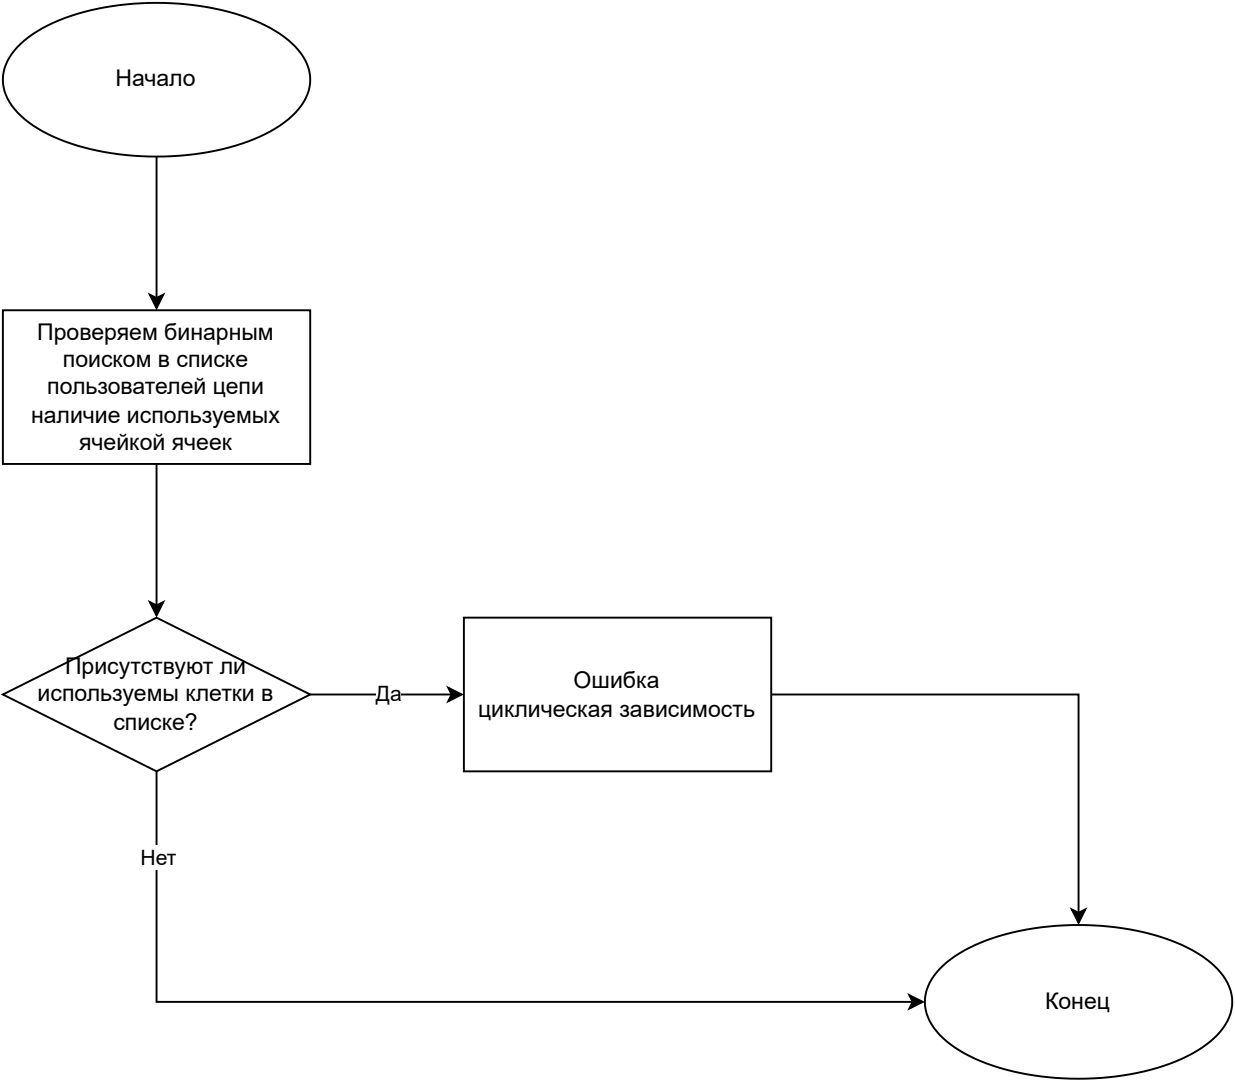 Начало
Проверяем бинарным
поиском в списке
пользователей цепи
наличие используемых
ячейкой ячеек
Присутствуют ли
используемы клетки в
списке?
Да
Ошибка
циклическая зависимость
Нет
Конец